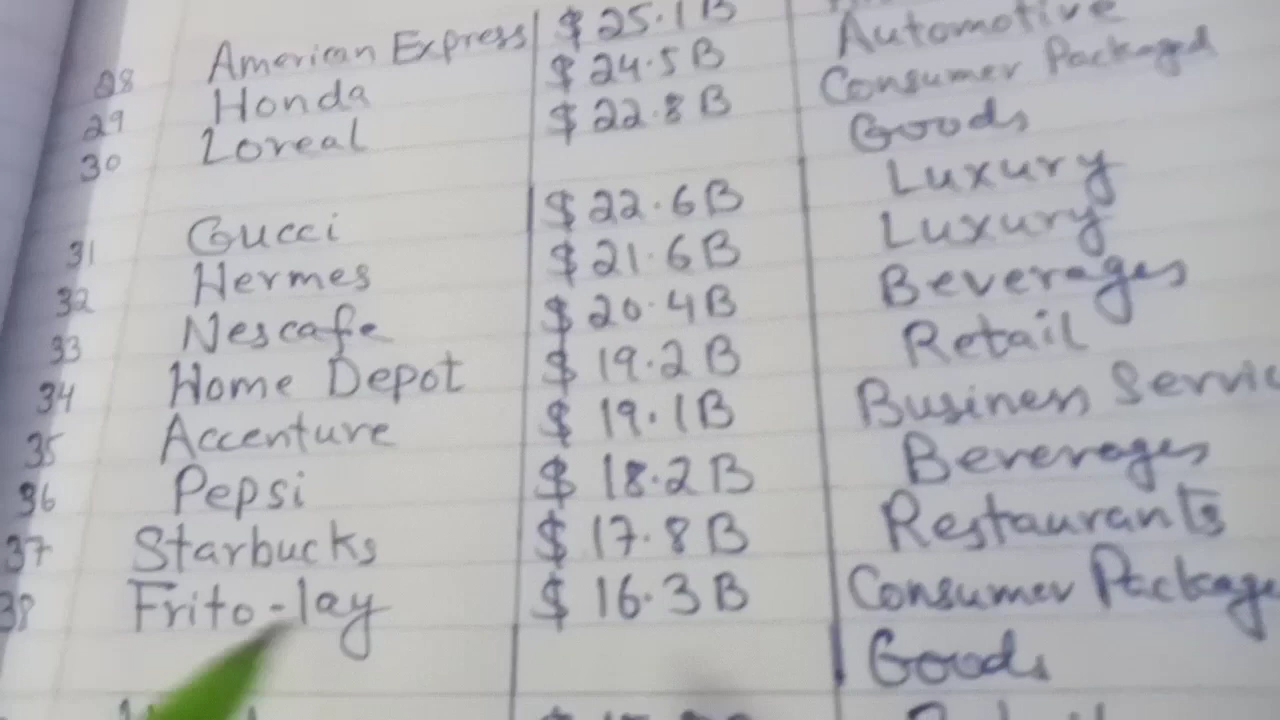 28 American Express $25.1B
29 Honda $24.5B Automotive
30 Loreal $22.8B Consumer Packaged
Goods
31 Gucci $22.6B Luxury
32 Hermes $21.6B Luxury
33 Nescafe $20.4B Beverages
34 Home Depot $19.2B Retail
35 Accenture $19.1B Business Servic
36 Pepsi $18.2B Beverages
37 Starbucks $17.8B Restaurants
38 Frito-lay $16.3B Consumer Package
Goods